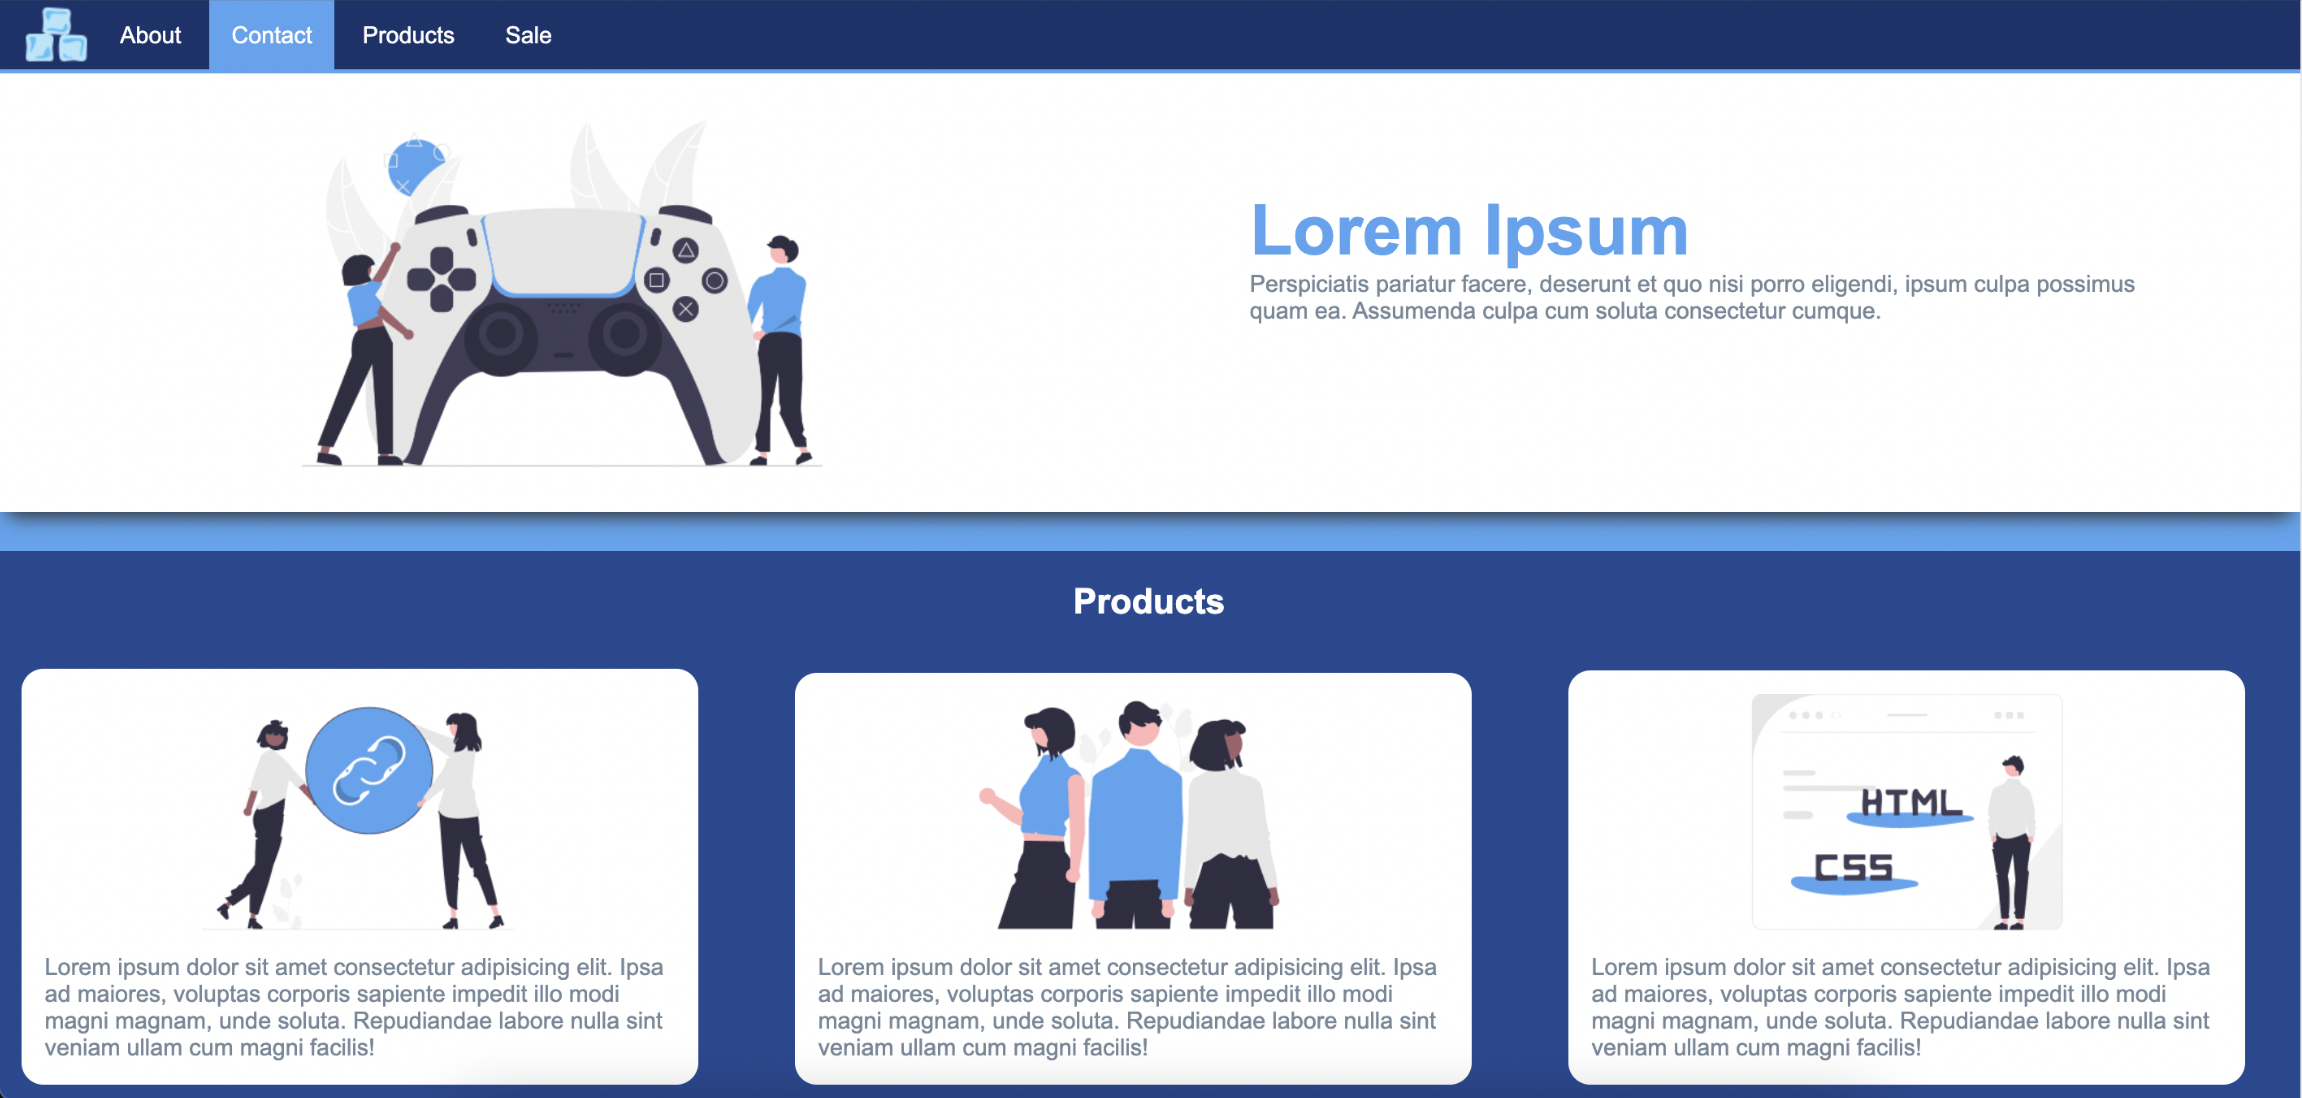 About Contact Products Sale
Lorem Ipsum
Perspiciatis pariatur facere, deserunt et quo nisi porro eligendi, ipsum culpa possimus
quam ea. Assumenda culpa cum soluta consectetur cumque.
Products
Lorem ipsum dolor sit amet consectetur adipisicing elit. Ipsa
ad maiores, voluptas corporis sapiente impedit illo modi
magni magnam, unde soluta. Repudiandae labore nulla sint
veniam ullam cum magni facilis!
Lorem ipsum dolor sit amet consectetur adipisicing elit. Ipsa
ad maiores, voluptas corporis sapiente impedit illo modi
magni magnam, unde soluta. Repudiandae labore nulla sint
veniam ullam cum magni facilis!
HTML
CSS
Lorem ipsum dolor sit amet consectetur adipisicing elit. Ipsa
ad maiores, voluptas corporis sapiente impedit illo modi
magni magnam, unde soluta. Repudiandae labore nulla sint
veniam ullam cum magni facilis!